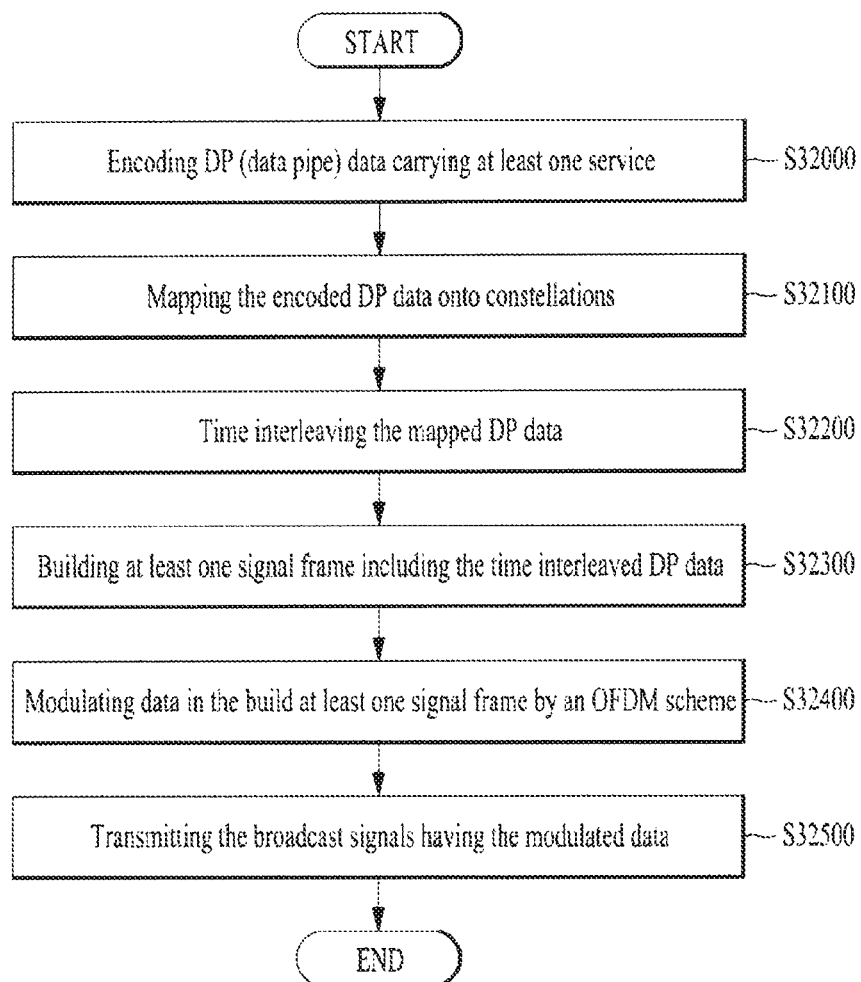 START
Encoding DP (data pipe) data carrying at least one service
S32000
Mapping the encoded DP data onto constellations
S32100
Time interleaving the mapped DP data
S32200
Building at least one signal frame including the time interleaved DP data
S32300
Modulating data in the build at least one signal frame by an OFDM scheme
S32400
Transmitting the broadcast signals having the modulated data
S32500
END